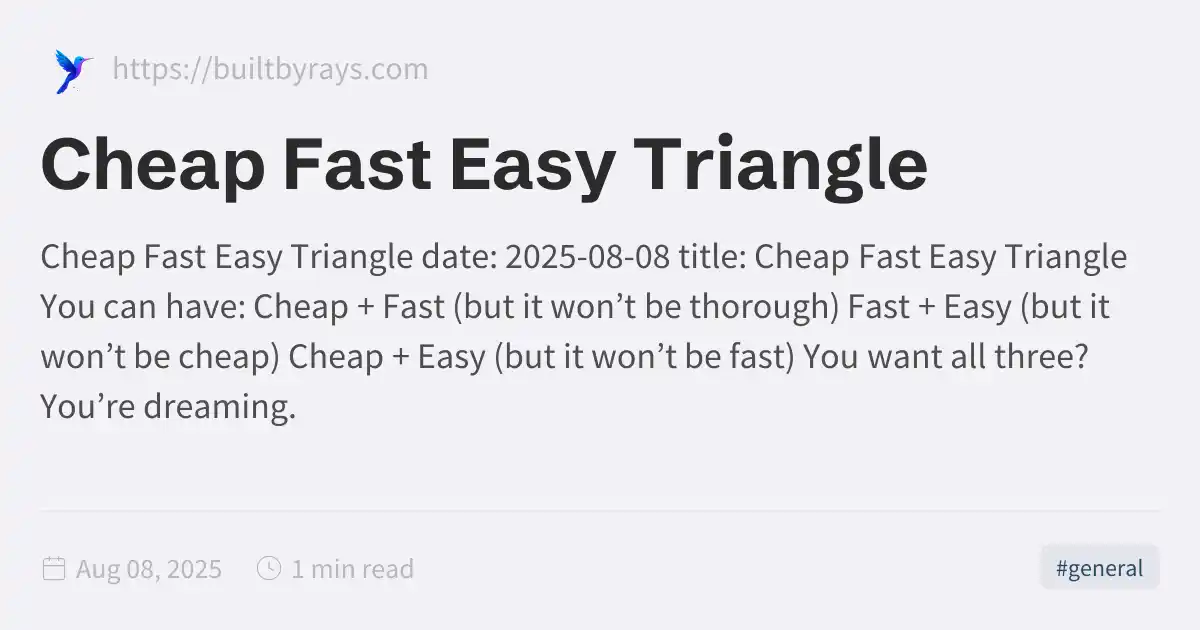 https://builtbyrays.com
Cheap Fast Easy Triangle
Cheap Fast Easy Triangle date: 2025-08-08 title: Cheap Fast Easy Triangle
You can have: Cheap + Fast (but it won’t be thorough) Fast + Easy (but it
won’t be cheap) Cheap + Easy (but it won’t be fast) You want all three?
You’re dreaming.
Aug 08, 2025
1 min read
#general